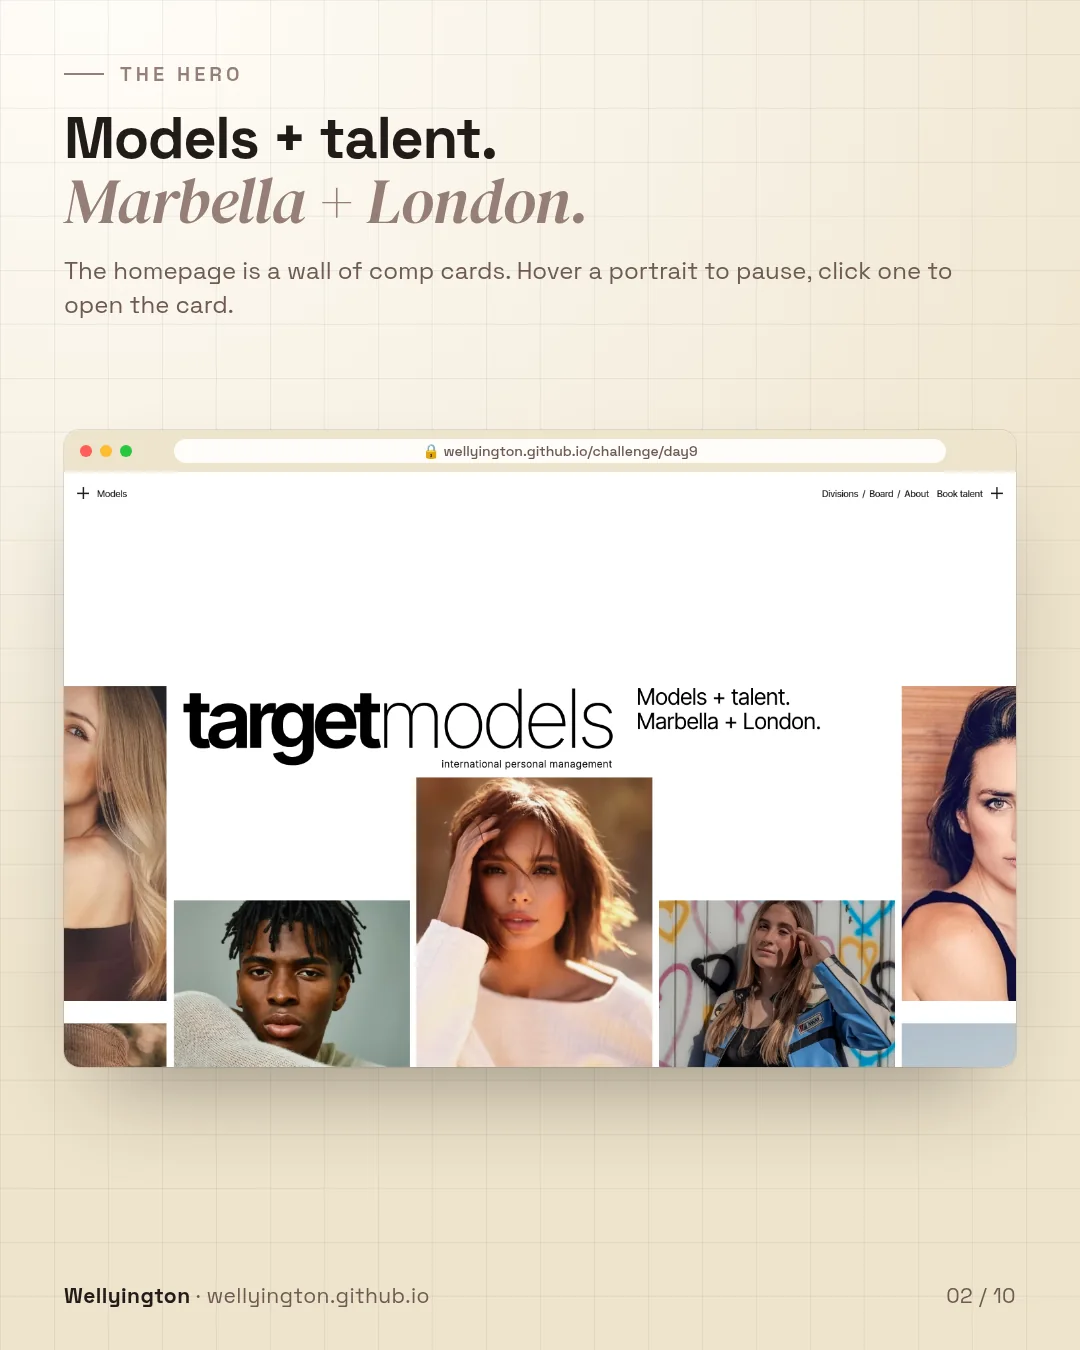 THE HERO
Models + talent.
Marbella + London.
The homepage is a wall of comp cards. Hover a portrait to pause, click one to
open the card.
🔒 wellyington.github.io/challenge/day9
Models
Divisions / Board / About Book talent
targetmodels
international personal management
Models + talent.
Marbella + London.
Wellyington · wellyington.github.io
02 / 10